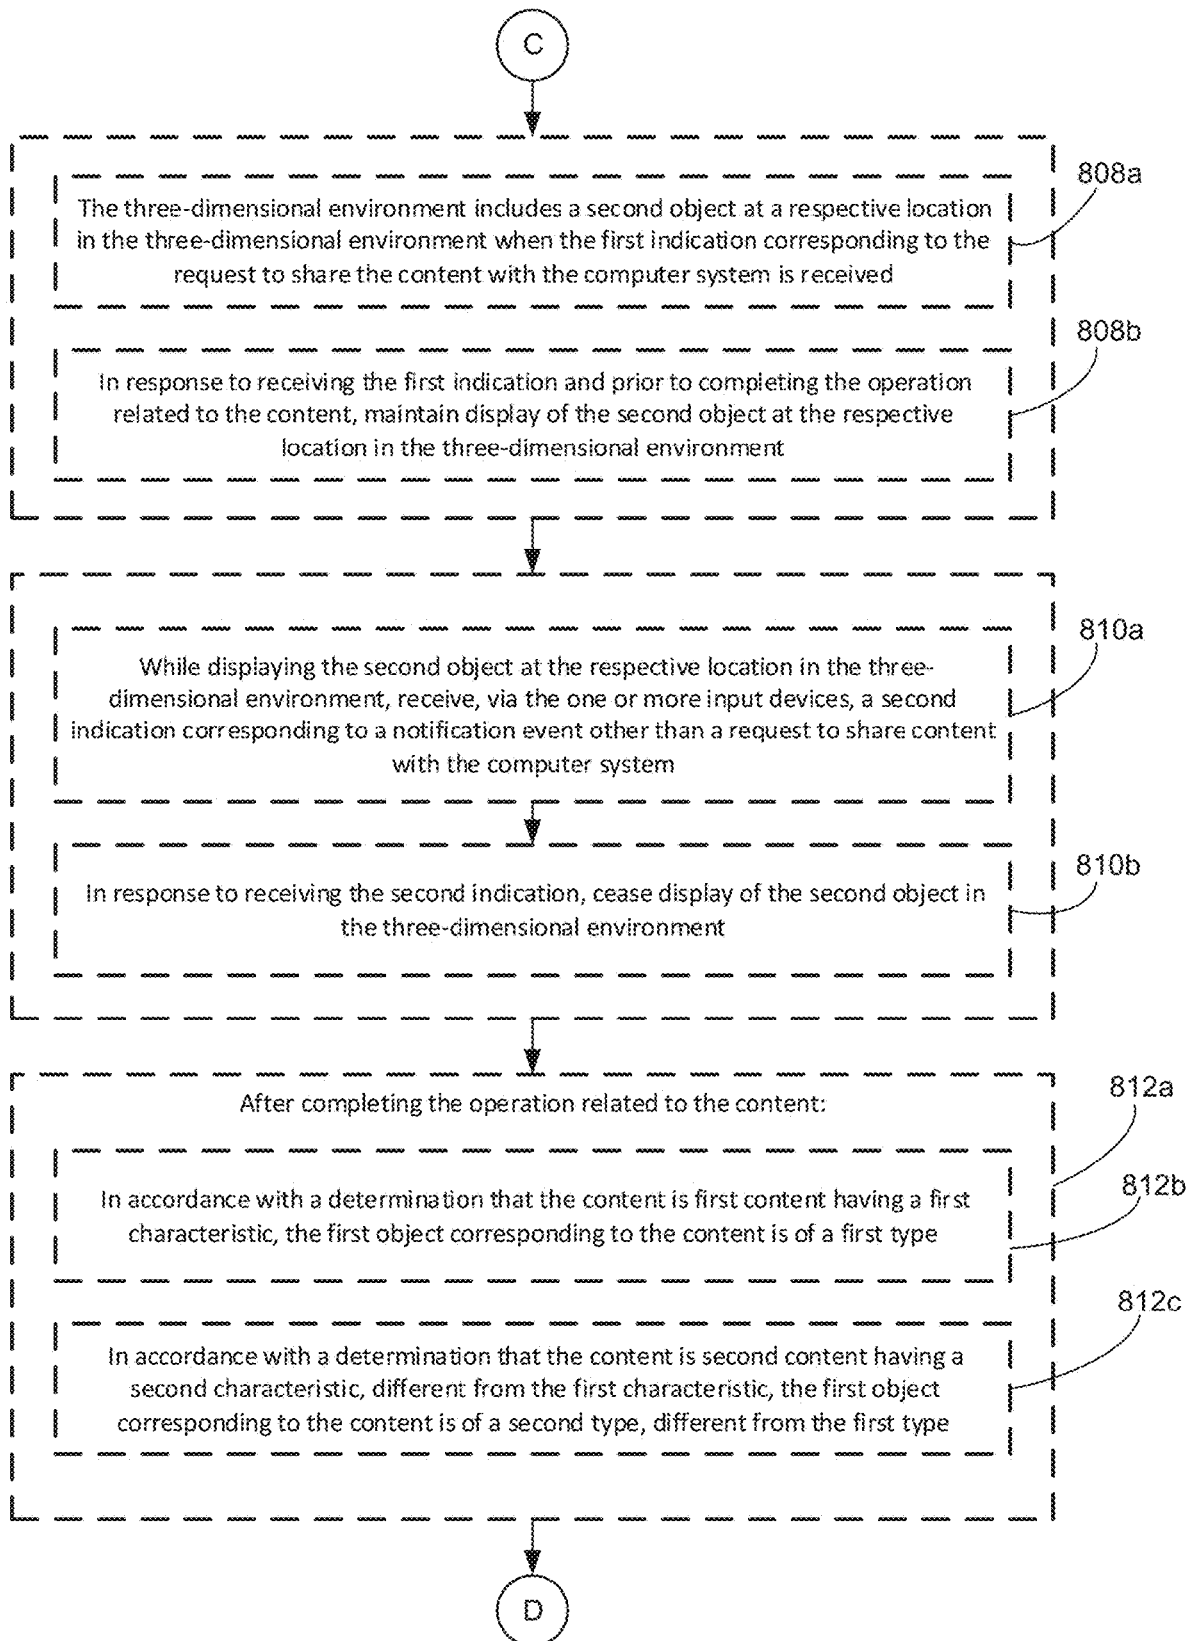 C
808a
The three-dimensional environment includes a second object at a respective location
in the three-dimensional environment when the first indication corresponding to the
request to share the content with the computer system is received
808b
In response to receiving the first indication and prior to completing the operation
related to the content, maintain display of the second object at the respective
location in the three-dimensional environment
810a
While displaying the second object at the respective location in the three-
dimensional environment, receive, via the one or more input devices, a second
indication corresponding to a notification event other than a request to share content
with the computer system
810b
In response to receiving the second indication, cease display of the second object in
the three-dimensional environment
812a
After completing the operation related to the content:
812b
In accordance with a determination that the content is first content having a first
characteristic, the first object corresponding to the content is of a first type
812c
In accordance with a determination that the content is second content having a
second characteristic, different from the first characteristic, the first object
corresponding to the content is of a second type, different from the first type
D